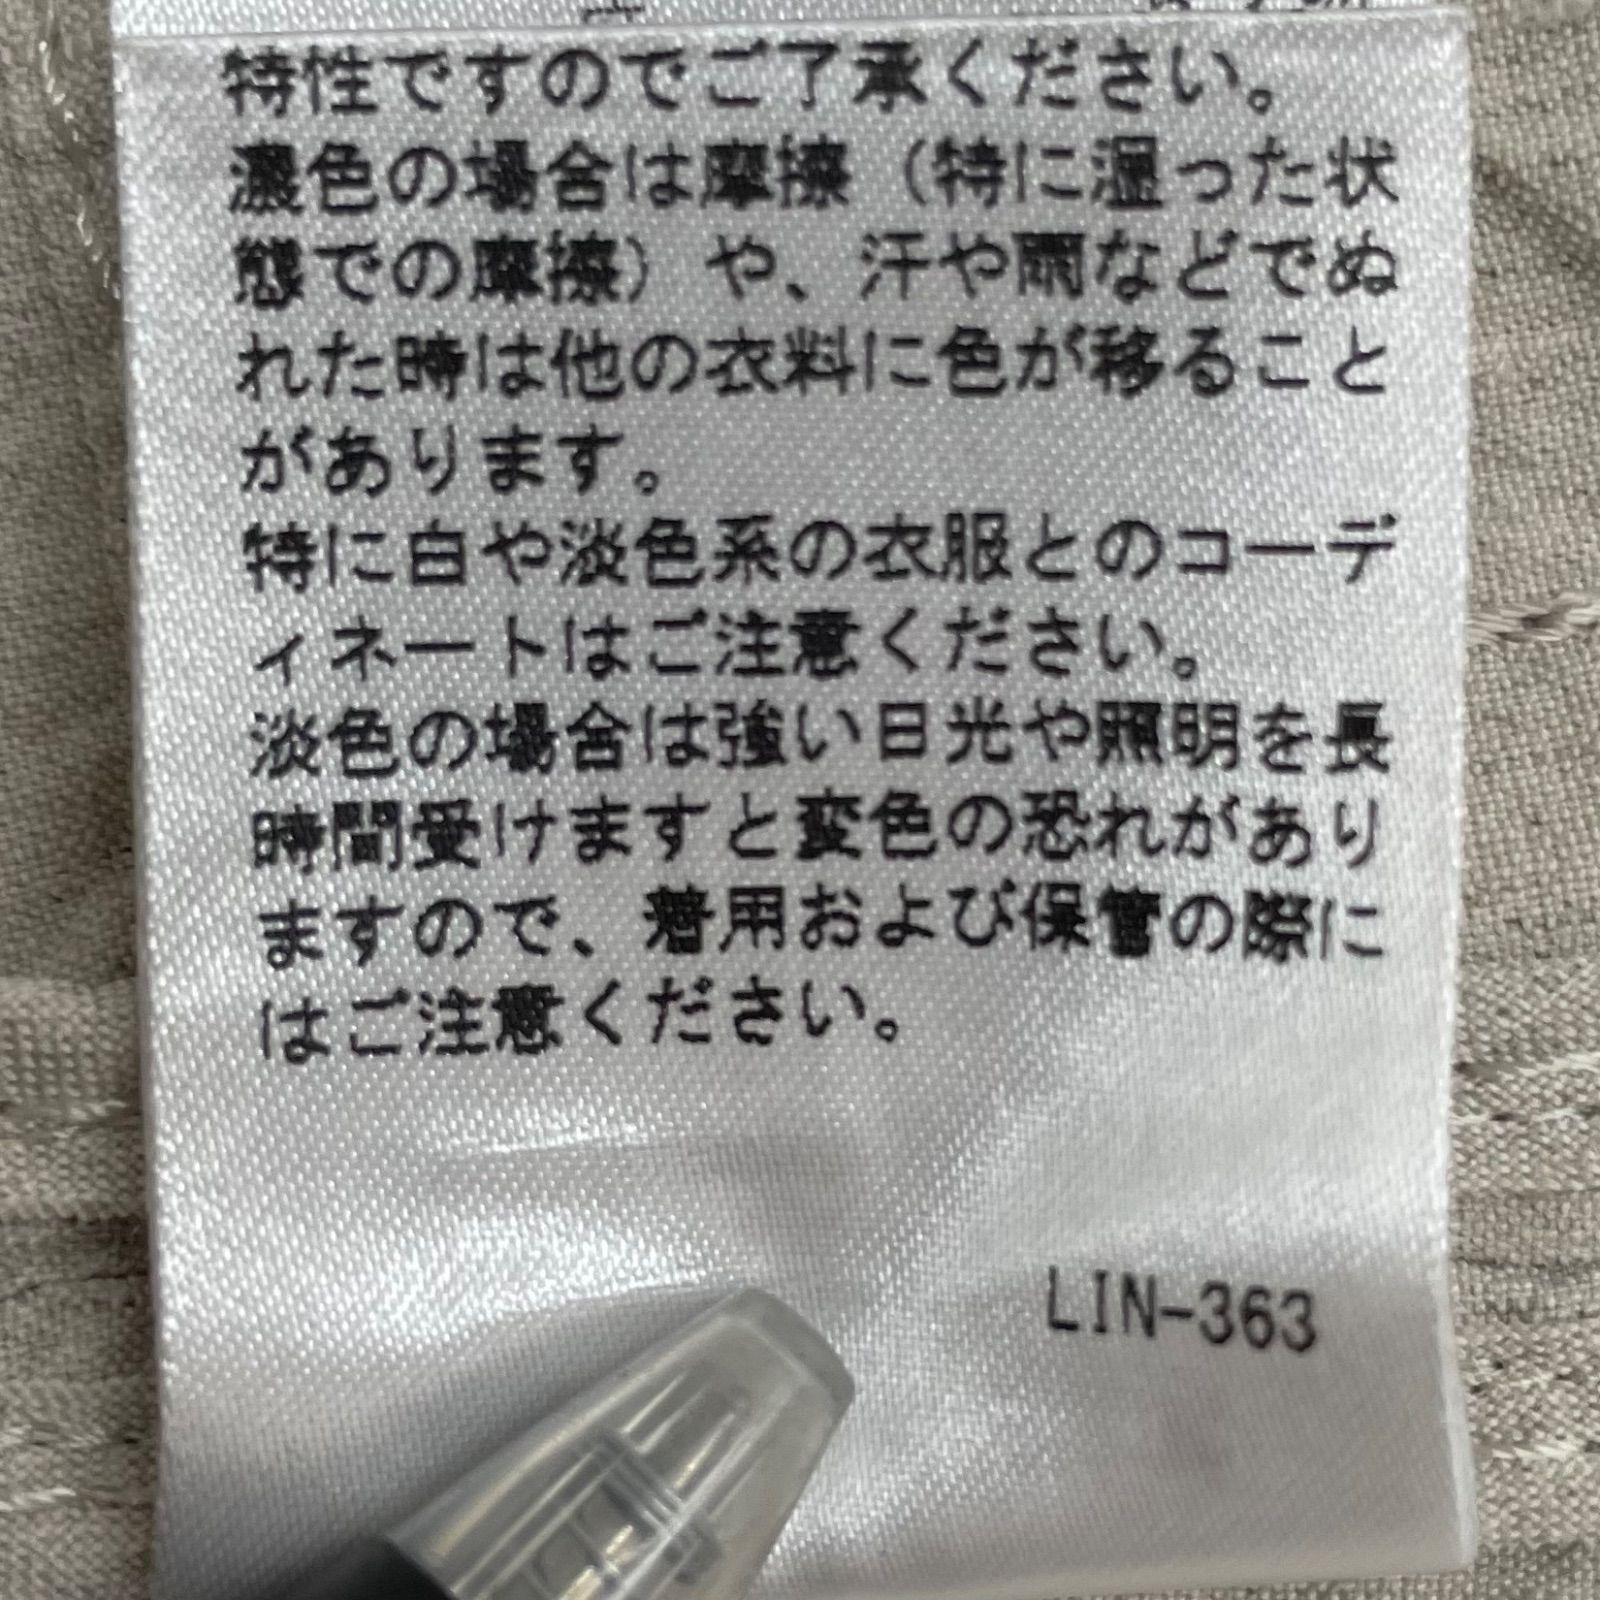 特性ですのでご了承ください。
濃色の場合は摩擦（特に湿った状
態での摩擦）や、汗や雨などでぬ
れた時は他の衣料に色が移ること
があります。
特に白や淡色系の衣服とのコーデ
ィネートはご注意ください。
淡色の場合は強い日光や照明を長
時間受けますと変色の恐れがあり
ますので、着用および保管の際に
はご注意ください。
LIN-363